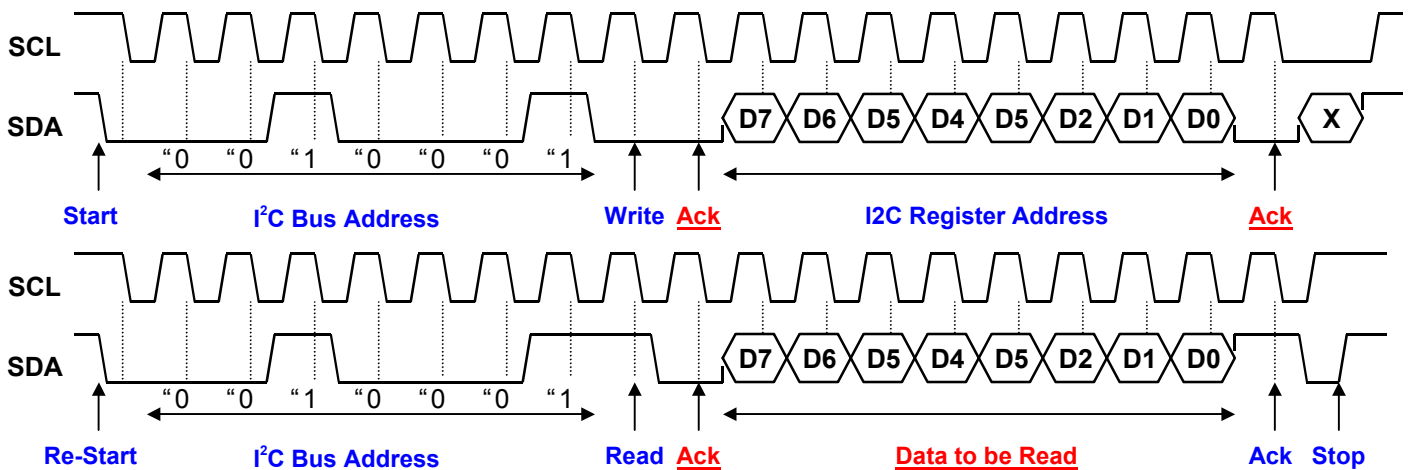 SCL
SDA D7 D6 D5 D4 D5 D2 D1 D0 X
“0 “0 “1 “0 “0 “0 “1
Start I²C Bus Address Write Ack I2C Register Address Ack
SCL
SDA D7 D6 D5 D4 D5 D2 D1 D0
“0 “0 “1 “0 “0 “0 “1
Re-Start I²C Bus Address Read Ack Data to be Read Ack Stop